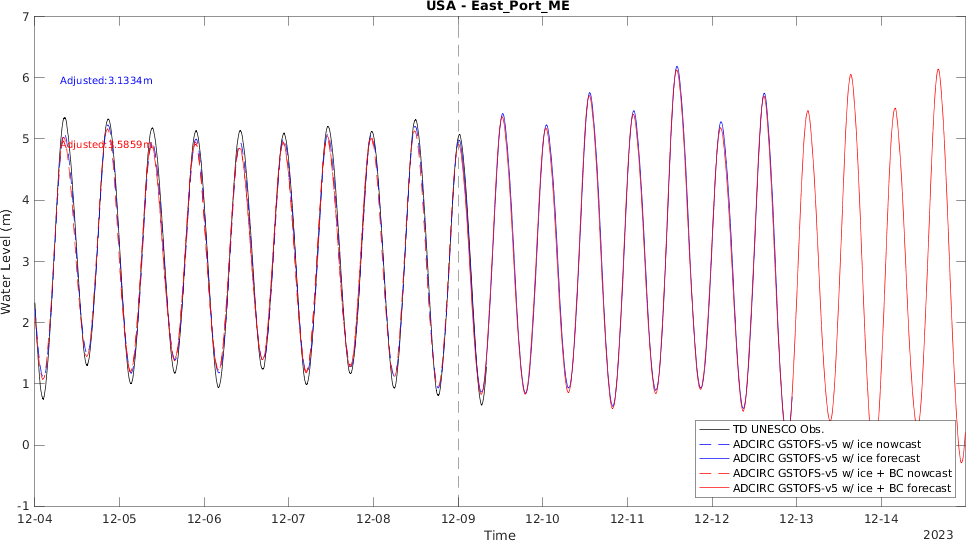 USA - East_Port_ME
7
6
5
4
3
2
1
0
-1
Water Level (m)
Adjusted:3.1334m
Adjusted:3.5859m
TD UNESCO Obs.
ADCIRC GSTOFS-v5 w/ ice nowcast
ADCIRC GSTOFS-v5 w/ ice forecast
ADCIRC GSTOFS-v5 w/ ice + BC nowcast
ADCIRC GSTOFS-v5 w/ ice + BC forecast
12-04 12-05 12-06 12-07 12-08 12-09 12-10 12-11 12-12 12-13 12-14
Time
2023